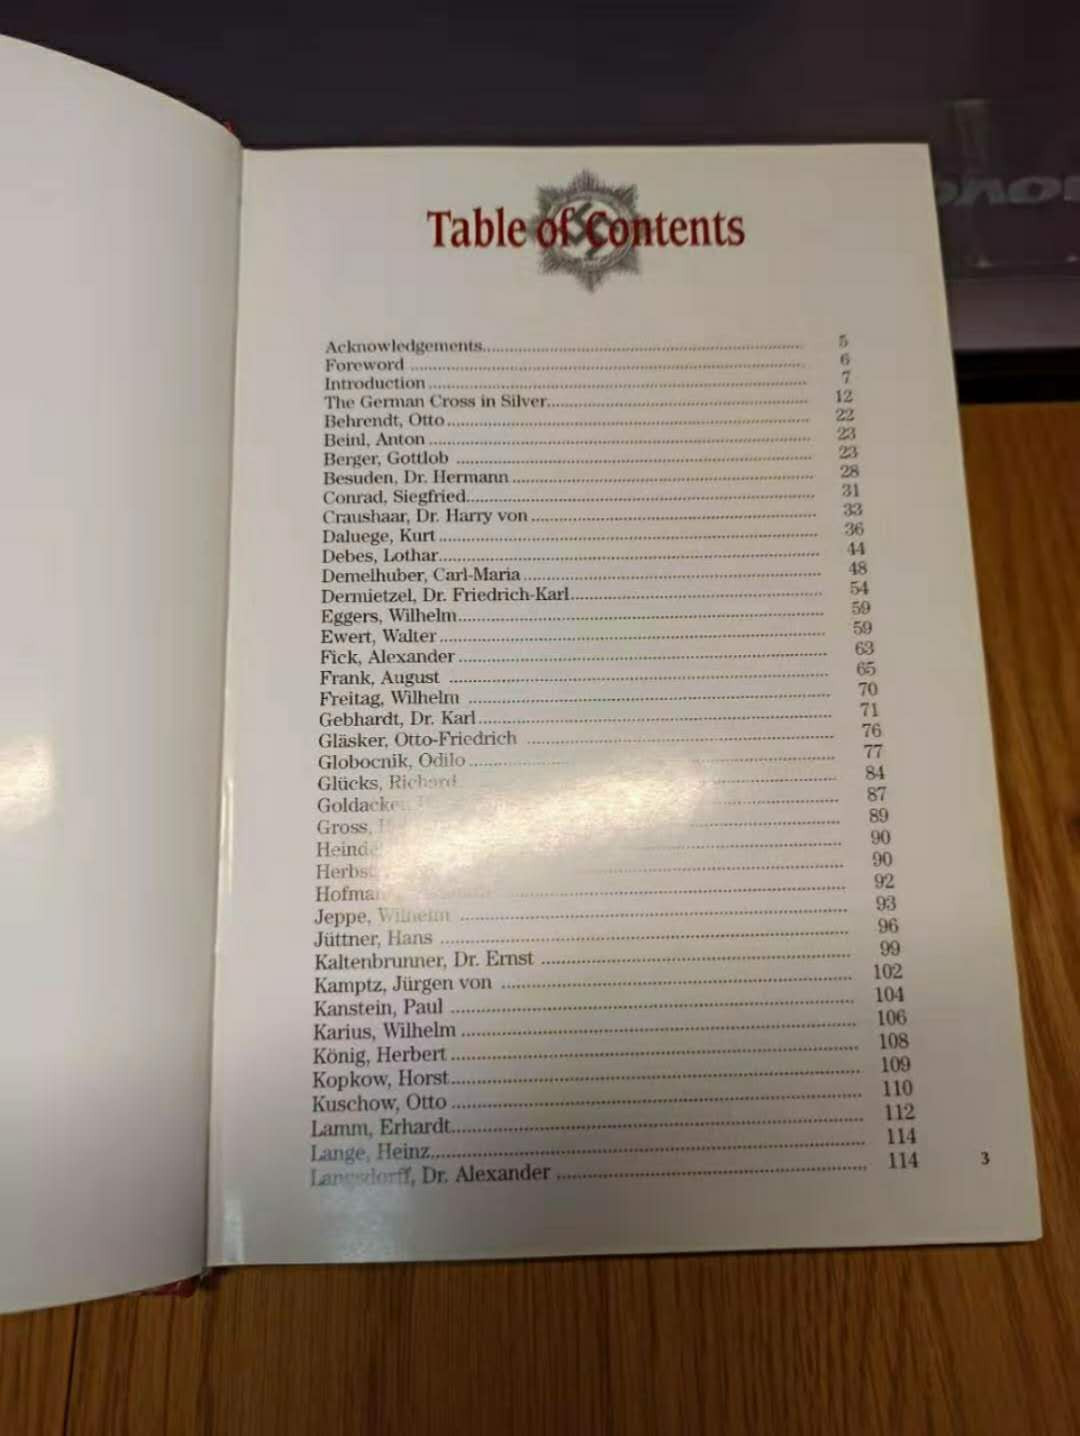 Table of Contents
Acknowledgements 5
Foreword 6
Introduction 7
The German Cross in Silver 12
Behrendt, Otto 22
Beinl, Anton 23
Berger, Gottlob 23
Besuden, Dr. Hermann 28
Conrad, Siegfried 31
Craushaar, Dr. Harry von 33
Daluege, Kurt 36
Debes, Lothar 44
Demelhuber, Carl-Maria 48
Dermietzel, Dr. Friedrich-Karl 54
Eggers, Wilhelm 59
Ewert, Walter 59
Fick, Alexander 63
Frank, August 65
Freitag, Wilhelm 70
Gebhardt, Dr. Karl 71
Gläsker, Otto-Friedrich 76
Globocnik, Odilo 77
Glücks, Richard 84
87
Gross, 89
90
90
92
Jeppe, Wilhelm 93
Jüttner, Hans 96
Kaltenbrunner, Dr. Ernst 99
Kamptz, Jürgen von 102
Kanstein, Paul 104
Karius, Wilhelm 106
König, Herbert 108
Kopkow, Horst 109
Kuschow, Otto 110
Lamm, Erhardt 112
Lange, Heinz 114
Langsdorff, Dr. Alexander 114
3